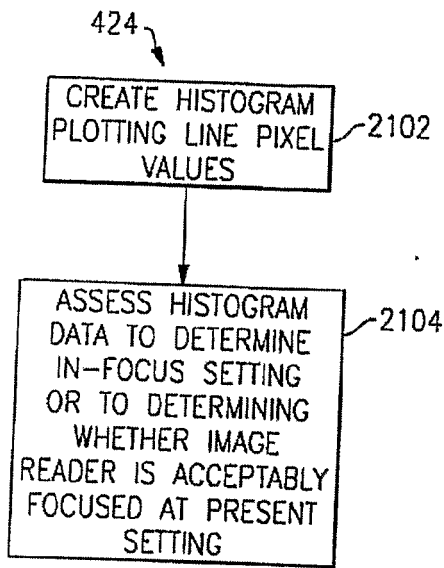 424
CREATE HISTOGRAM
PLOTTING LINE PIXEL
VALUES
2102
ASSESS HISTOGRAM
DATA TO DETERMINE
IN-FOCUS SETTING
OR TO DETERMINING
WHETHER IMAGE
READER IS ACCEPTABLY
FOCUSED AT PRESENT
SETTING
2104